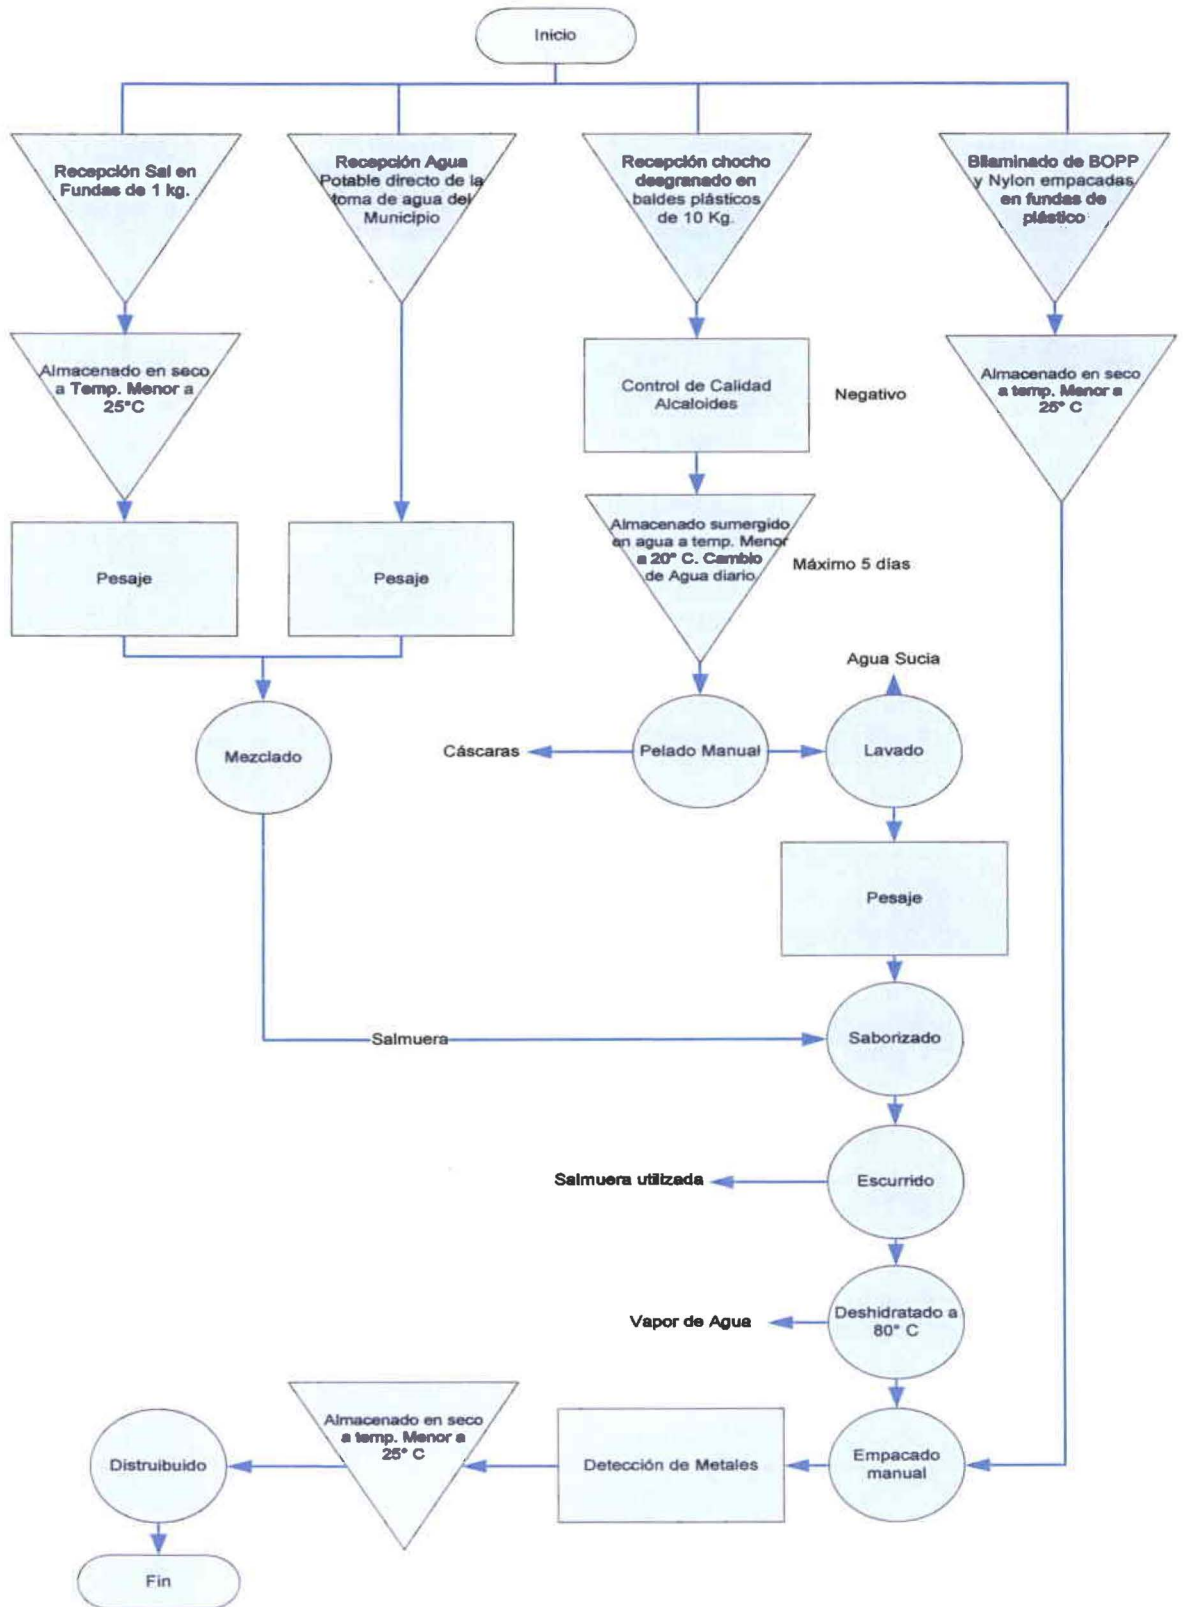 Inicio
Recepción Sal en
Fundas de 1 kg.
Recepción Agua
Potable directo de la
toma de agua del
Municipio
Recepción chocho
desgranado en
baldes plásticos
de 10 Kg.
Bilaminado de BOPP
y Nylon empacadas
en fundas de
plástico
Almacenado en seco
a Temp. Menor a
25°C
Control de Calidad
Alcaloides
Negativo
Almacenado en seco
a temp. Menor a
25° C
Pesaje
Pesaje
Almacenado sumergido
en agua a temp. Menor
a 20° C. Cambio
de Agua diario
Máximo 5 días
Agua Sucia
Mezclado
Cáscaras
Pelado Manual
Lavado
Pesaje
Salmuera
Saborizado
Salmuera utilizada
Escurrido
Vapor de Agua
Deshidratado a
80° C
Distruibuido
Almacenado en seco
a temp. Menor a
25° C
Detección de Metales
Empacado
manual
Fin